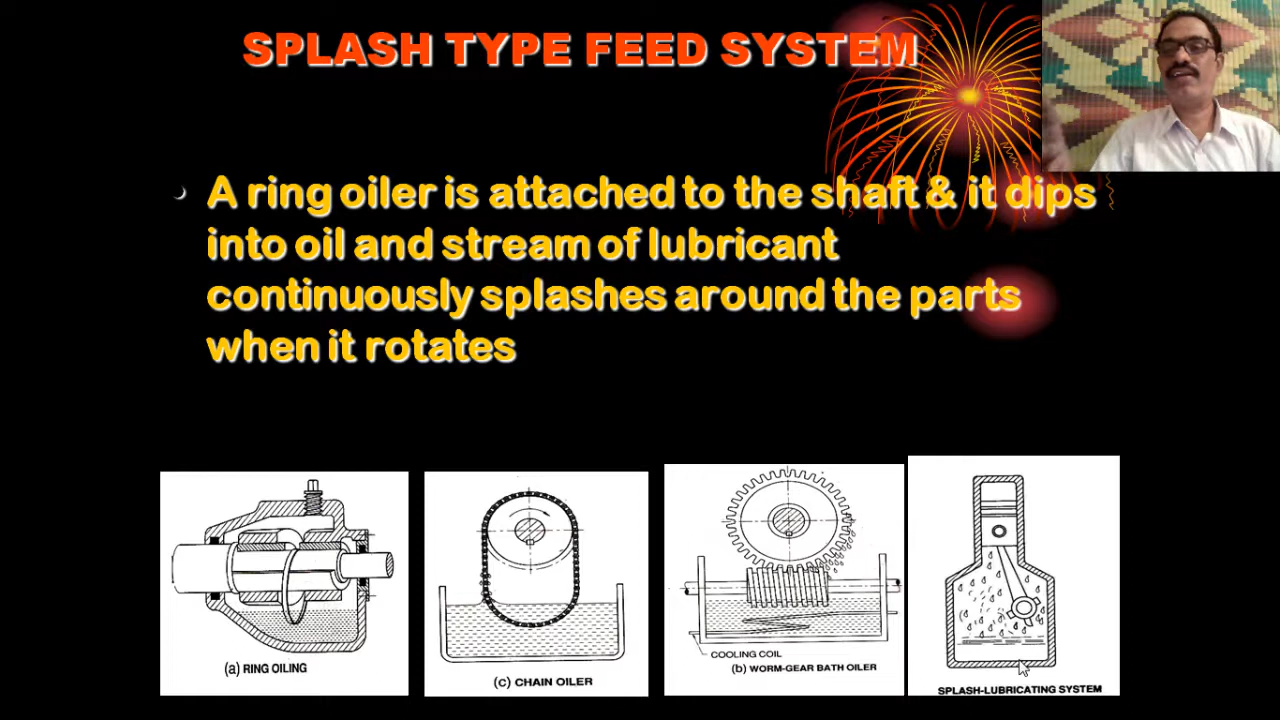 SPLASH TYPE FEED SYSTEM
• A ring oiler is attached to the shaft & it dips
into oil and stream of lubricant
continuously splashes around the parts
when it rotates
(a) RING OILING
(c) CHAIN OILER
COOLING COIL
(b) WORM-GEAR BATH OILER
SPLASH-LUBRICATING SYSTEM